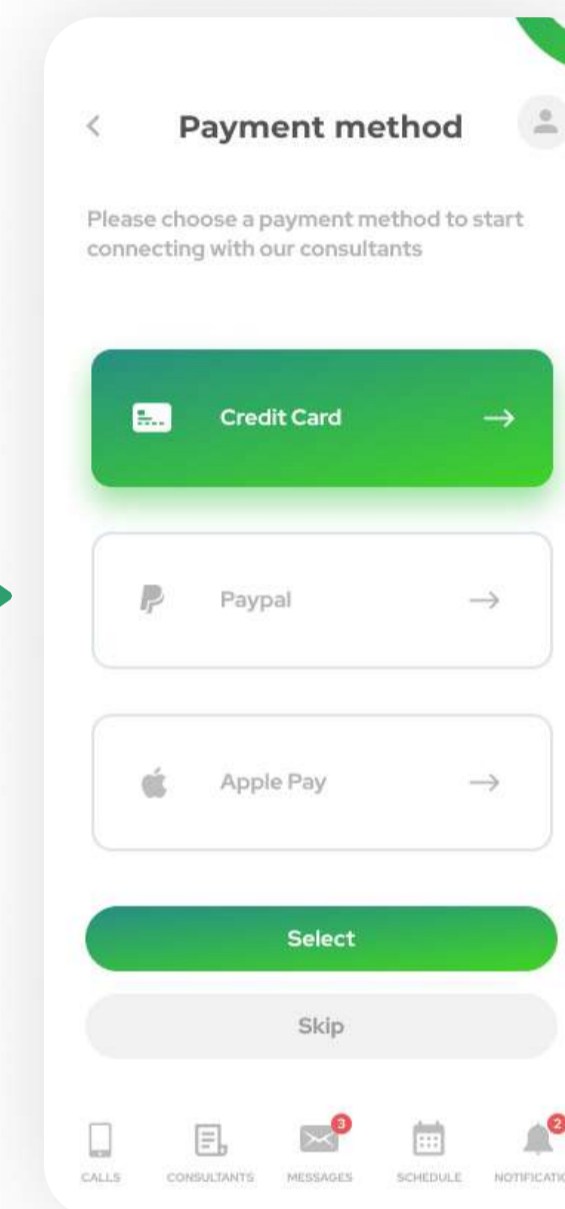 Payment method
Please choose a payment method to start
connecting with our consultants
Credit Card
Paypal
Apple Pay
Select
Skip
3
2
CALLS CONSULTANTS MESSAGES SCHEDULE NOTIFICATIO